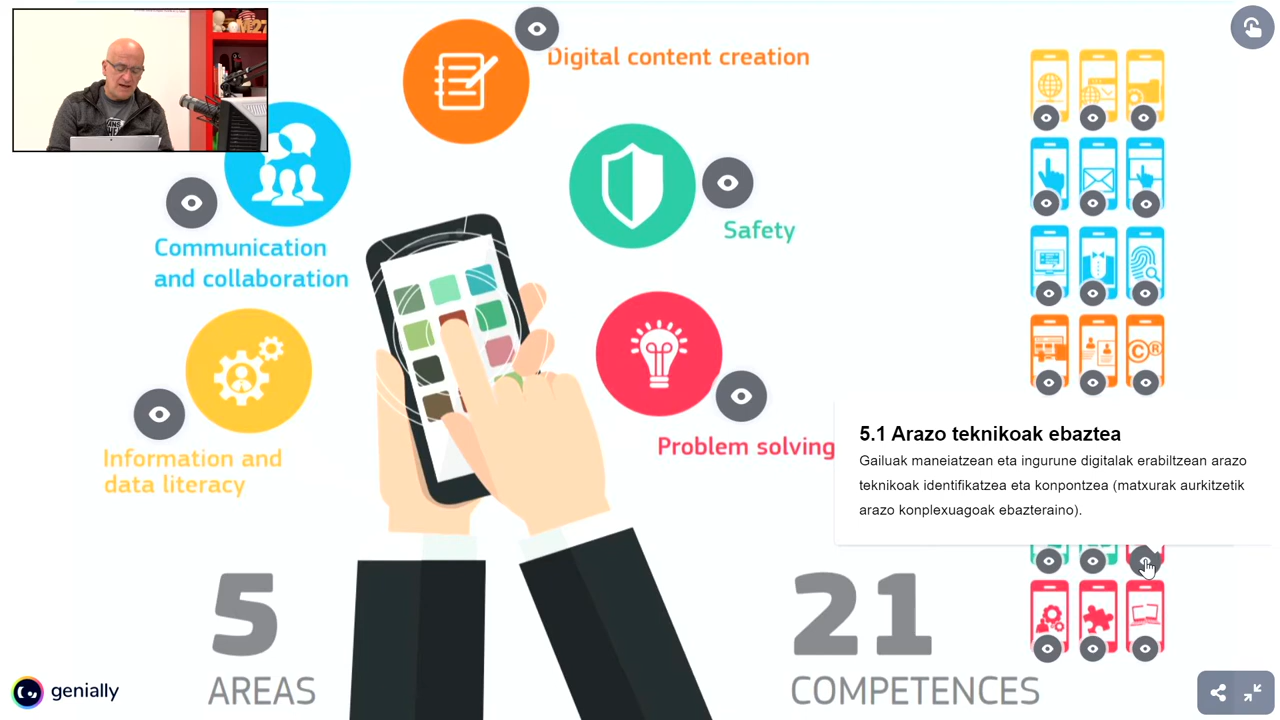 Digital content creation
Safety
Communication
and collaboration
Information and
data literacy
Problem solving
5.1 Arazo teknikoak ebaztea
Gailuak maneiatzean eta ingurune digitalak erabiltzean arazo
teknikoak identifikatzea eta konpontzea (matxurak aurkitzetik
arazo konplexuagoak ebazteraino).
5
AREAS
21
COMPETENCES
genially